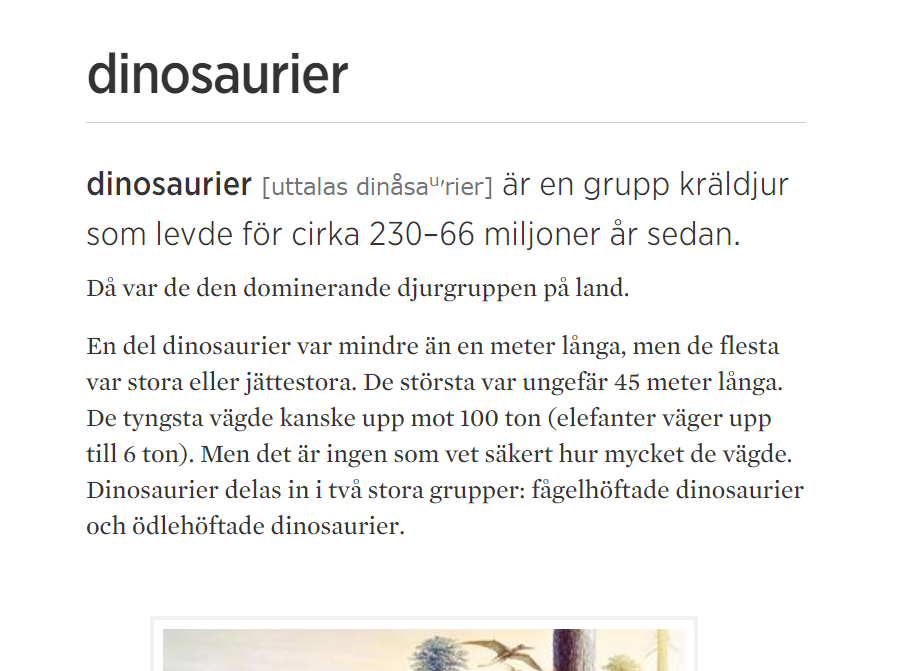 dinosaurier
dinosaurier [uttalas dinåsaᵘ′rier] är en grupp kräldjur
som levde för cirka 230–66 miljoner år sedan.
Då var de den dominerande djurgruppen på land.
En del dinosaurier var mindre än en meter långa, men de flesta
var stora eller jättestora. De största var ungefär 45 meter långa.
De tyngsta vägde kanske upp mot 100 ton (elefanter väger upp
till 6 ton). Men det är ingen som vet säkert hur mycket de vägde.
Dinosaurier delas in i två stora grupper: fågelhöftade dinosaurier
och ödlehöftade dinosaurier.